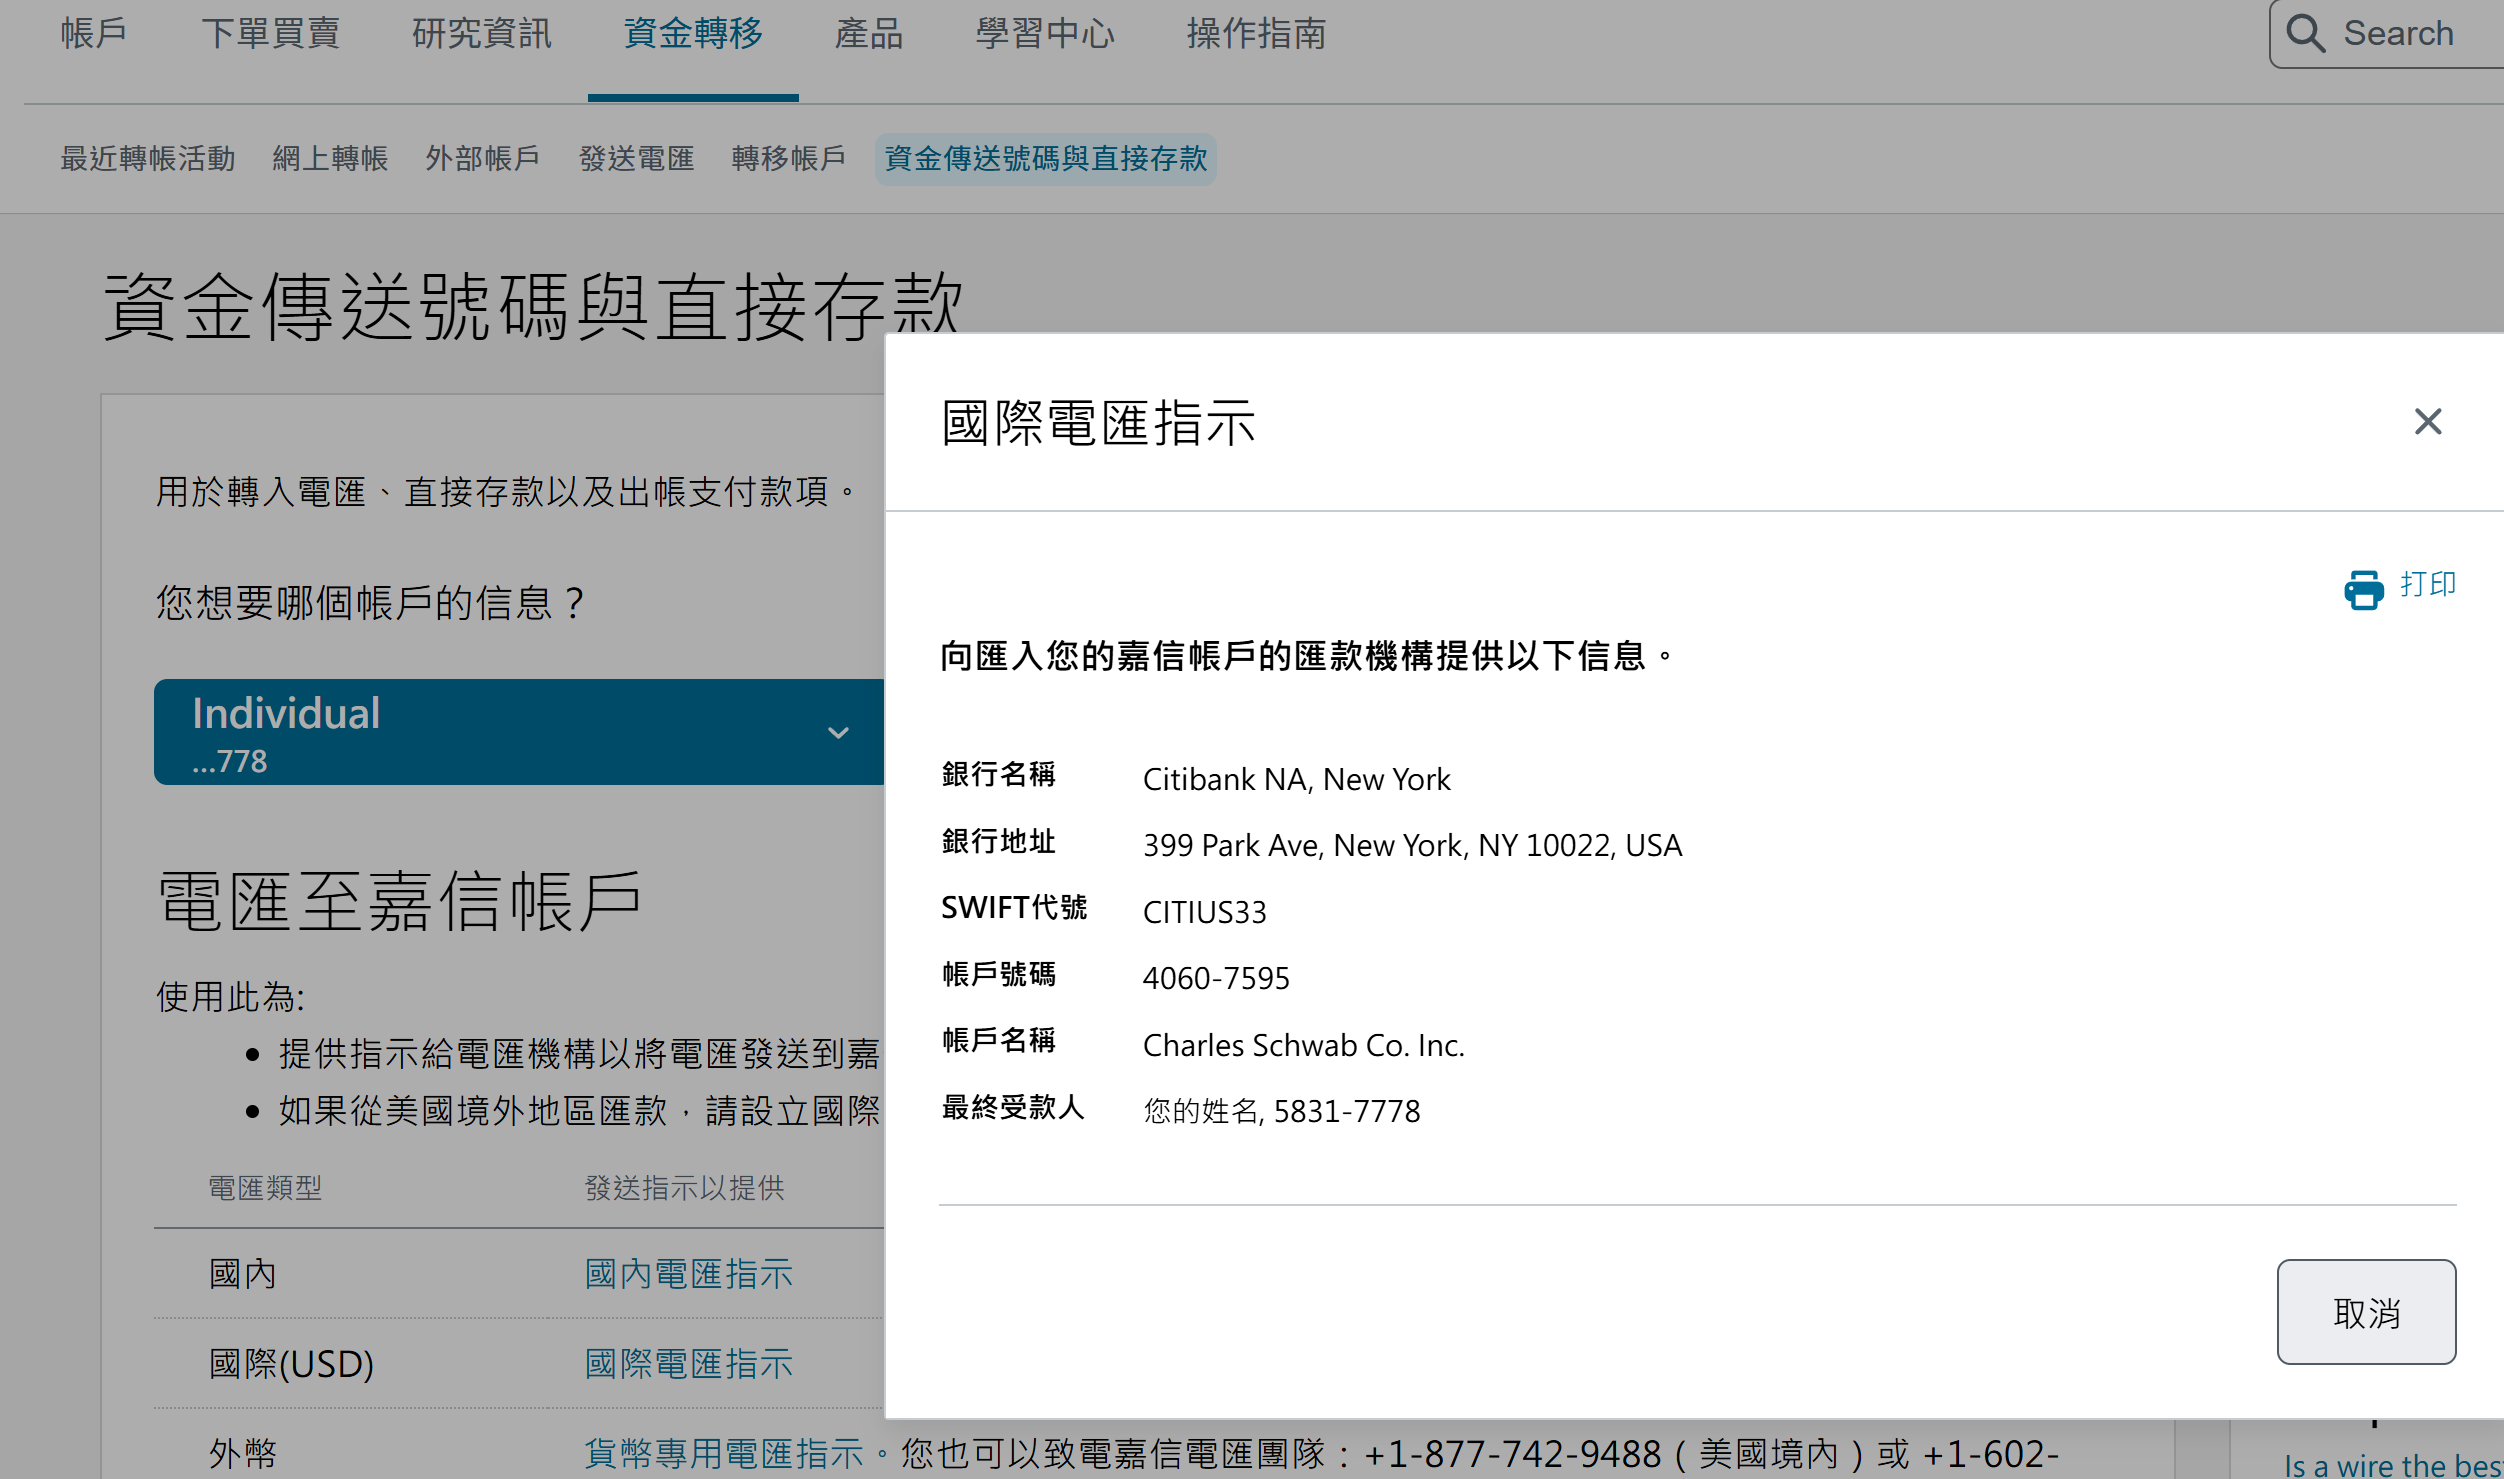 帳戶 下單買賣 研究資訊 資金轉移 產品 學習中心 操作指南 Search
最近轉帳活動 網上轉帳 外部帳戶 發送電匯 轉移帳戶 資金傳送號碼與直接存款
資金傳送號碼與直接存款
用於轉入電匯、直接存款以及出帳支付款項。
您想要哪個帳戶的信息？
Individual
...778
電匯至嘉信帳戶
使用此為:
• 提供指示給電匯機構以將電匯發送到嘉
• 如果從美國境外地區匯款，請設立國際
電匯類型 發送指示以提供
國內 國內電匯指示
國際(USD) 國際電匯指示
外幣 貨幣專用電匯指示。您也可以致電嘉信電匯團隊：+1-877-742-9488（美國境內）或 +1-602-
國際電匯指示
打印
向匯入您的嘉信帳戶的匯款機構提供以下信息。
銀行名稱 Citibank NA, New York
銀行地址 399 Park Ave, New York, NY 10022, USA
SWIFT代號 CITIUS33
帳戶號碼 4060-7595
帳戶名稱 Charles Schwab Co. Inc.
最終受款人 您的姓名, 5831-7778
取消
Is a wire the bes